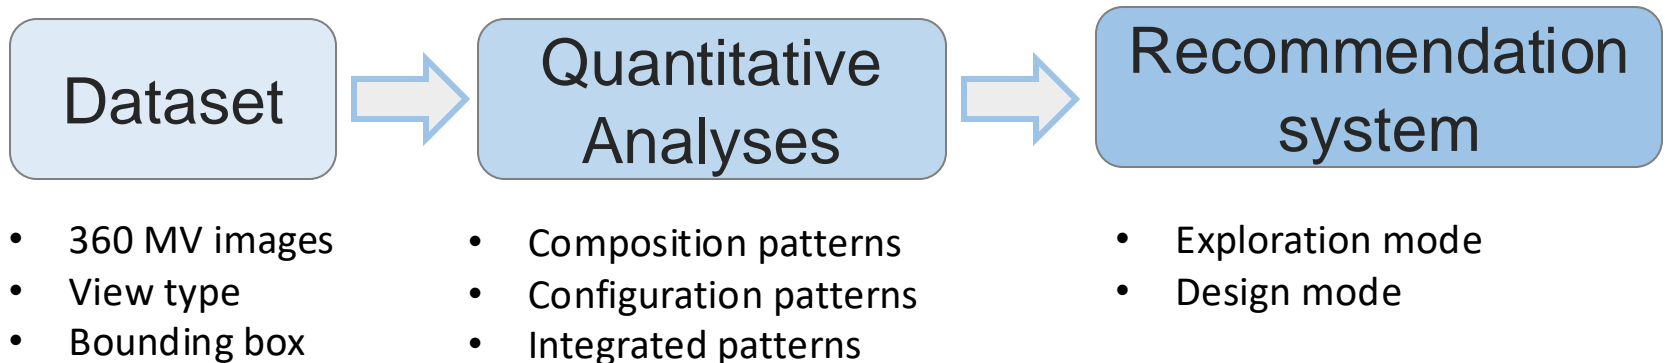 Dataset
• 360 MV images
• View type
• Bounding box
Quantitative
Analyses
• Composition patterns
• Configuration patterns
• Integrated patterns
Recommendation
system
• Exploration mode
• Design mode